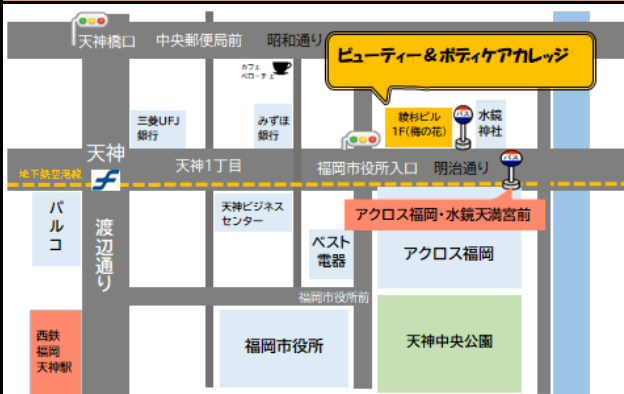 天神橋口
中央郵便局前
昭和通り
ビューティー&ボディケアカレッジ
カフェ
ベローチェ
三菱UFJ
銀行
みずほ
銀行
綾杉ビル
1F(梅の花)
バス
水鏡
神社
天神
天神1丁目
福岡市役所入口
明治通り
バス
地下鉄空港線
パ
ル
コ
渡
辺
通
り
天神ビジネス
センター
アクロス福岡・水鏡天満宮前
ベスト
電器
アクロス福岡
福岡市役所前
西鉄
福岡
天神駅
福岡市役所
天神中央公園